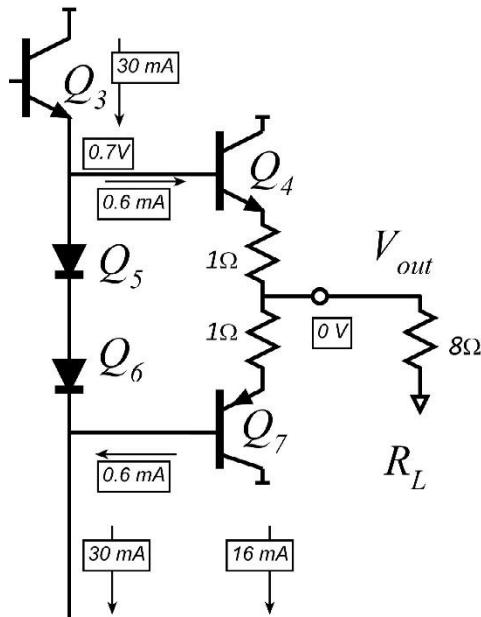 30 mA
Q3
0.7V
0.6 mA
Q4
1Ω
Q5
Vout
1Ω
0 V
8Ω
Q6
Q7
0.6 mA
RL
30 mA
16 mA